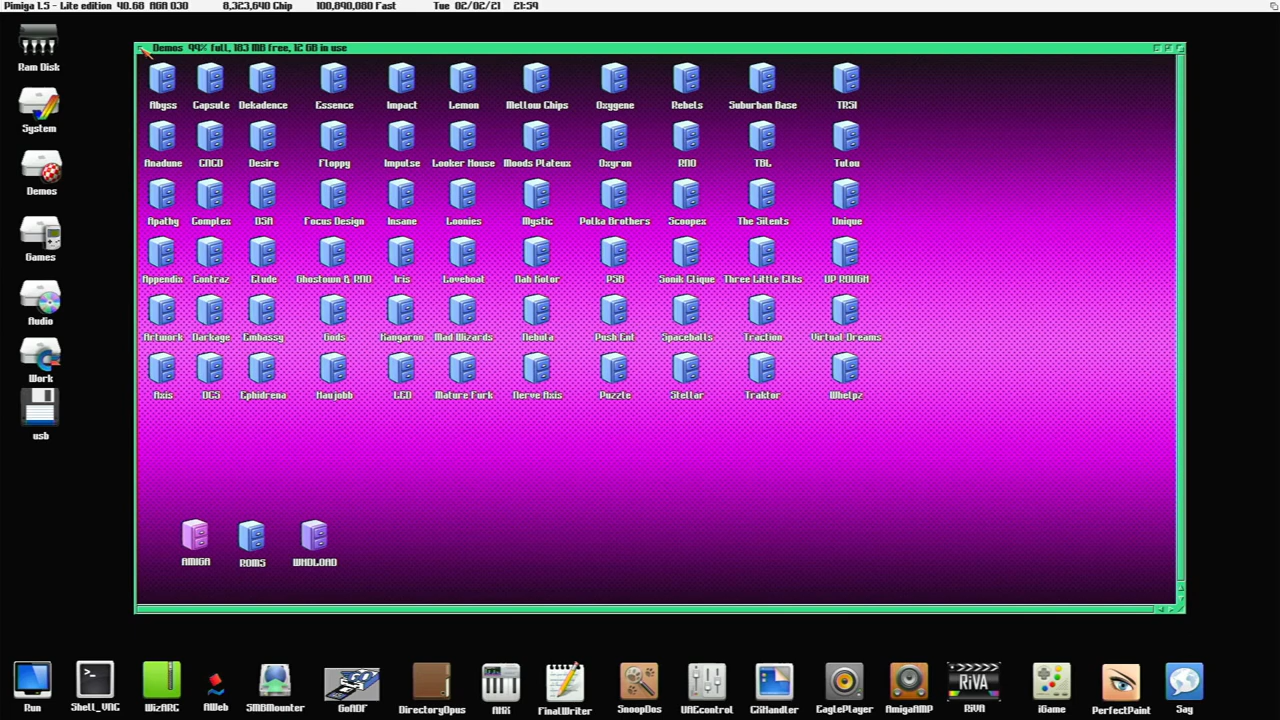 Pimiga 1.5 - Lite edition 40.68 AGA 030 8,323,640 Chip 100,890,080 Fast Tue 02/02/21 21:54
Demos 99% full, 183 MB free, 12 GB in use
Ram Disk
System
Demos
Games
Audio
Work
usb
Abyss Capsule Dekadence Essence Impact Lemon Mellow Chips Oxygene Rebels Suburban Base TRSI
Anadune CNCD Desire Floppy Impulse Looker House Moods Plateux Oxyron RNO TBL Tulou
Apathy Complex DSA Focus Design Insane Loonies Mystic Polka Brothers Scoopex The Silents Unique
Appendix Contraz Elude Ghostown & RNO Iris Loveboat Nah Kolor PSB Sonik Clique Three Little Elks UP ROUGH
Artwork Darkage Embassy Gods Kangaroo Mad Wizards Nebula Posh Ent Spaceballs Traction Virtual Dreams
Axis DCS Ephidrena Haujobb LCD Mature Furk Nerve Axis Puzzle Stellar Traktor Whelpz
AMIGA ROMS WHDLOAD
RiVA
Run Shell_VNC WizARC AWeb SMBMounter GoADF DirectoryOpus AHX FinalWriter SnoopDos UAEcontrol CXHandler EaglePlayer AmigaAMP RiVA iGame PerfectPaint Say